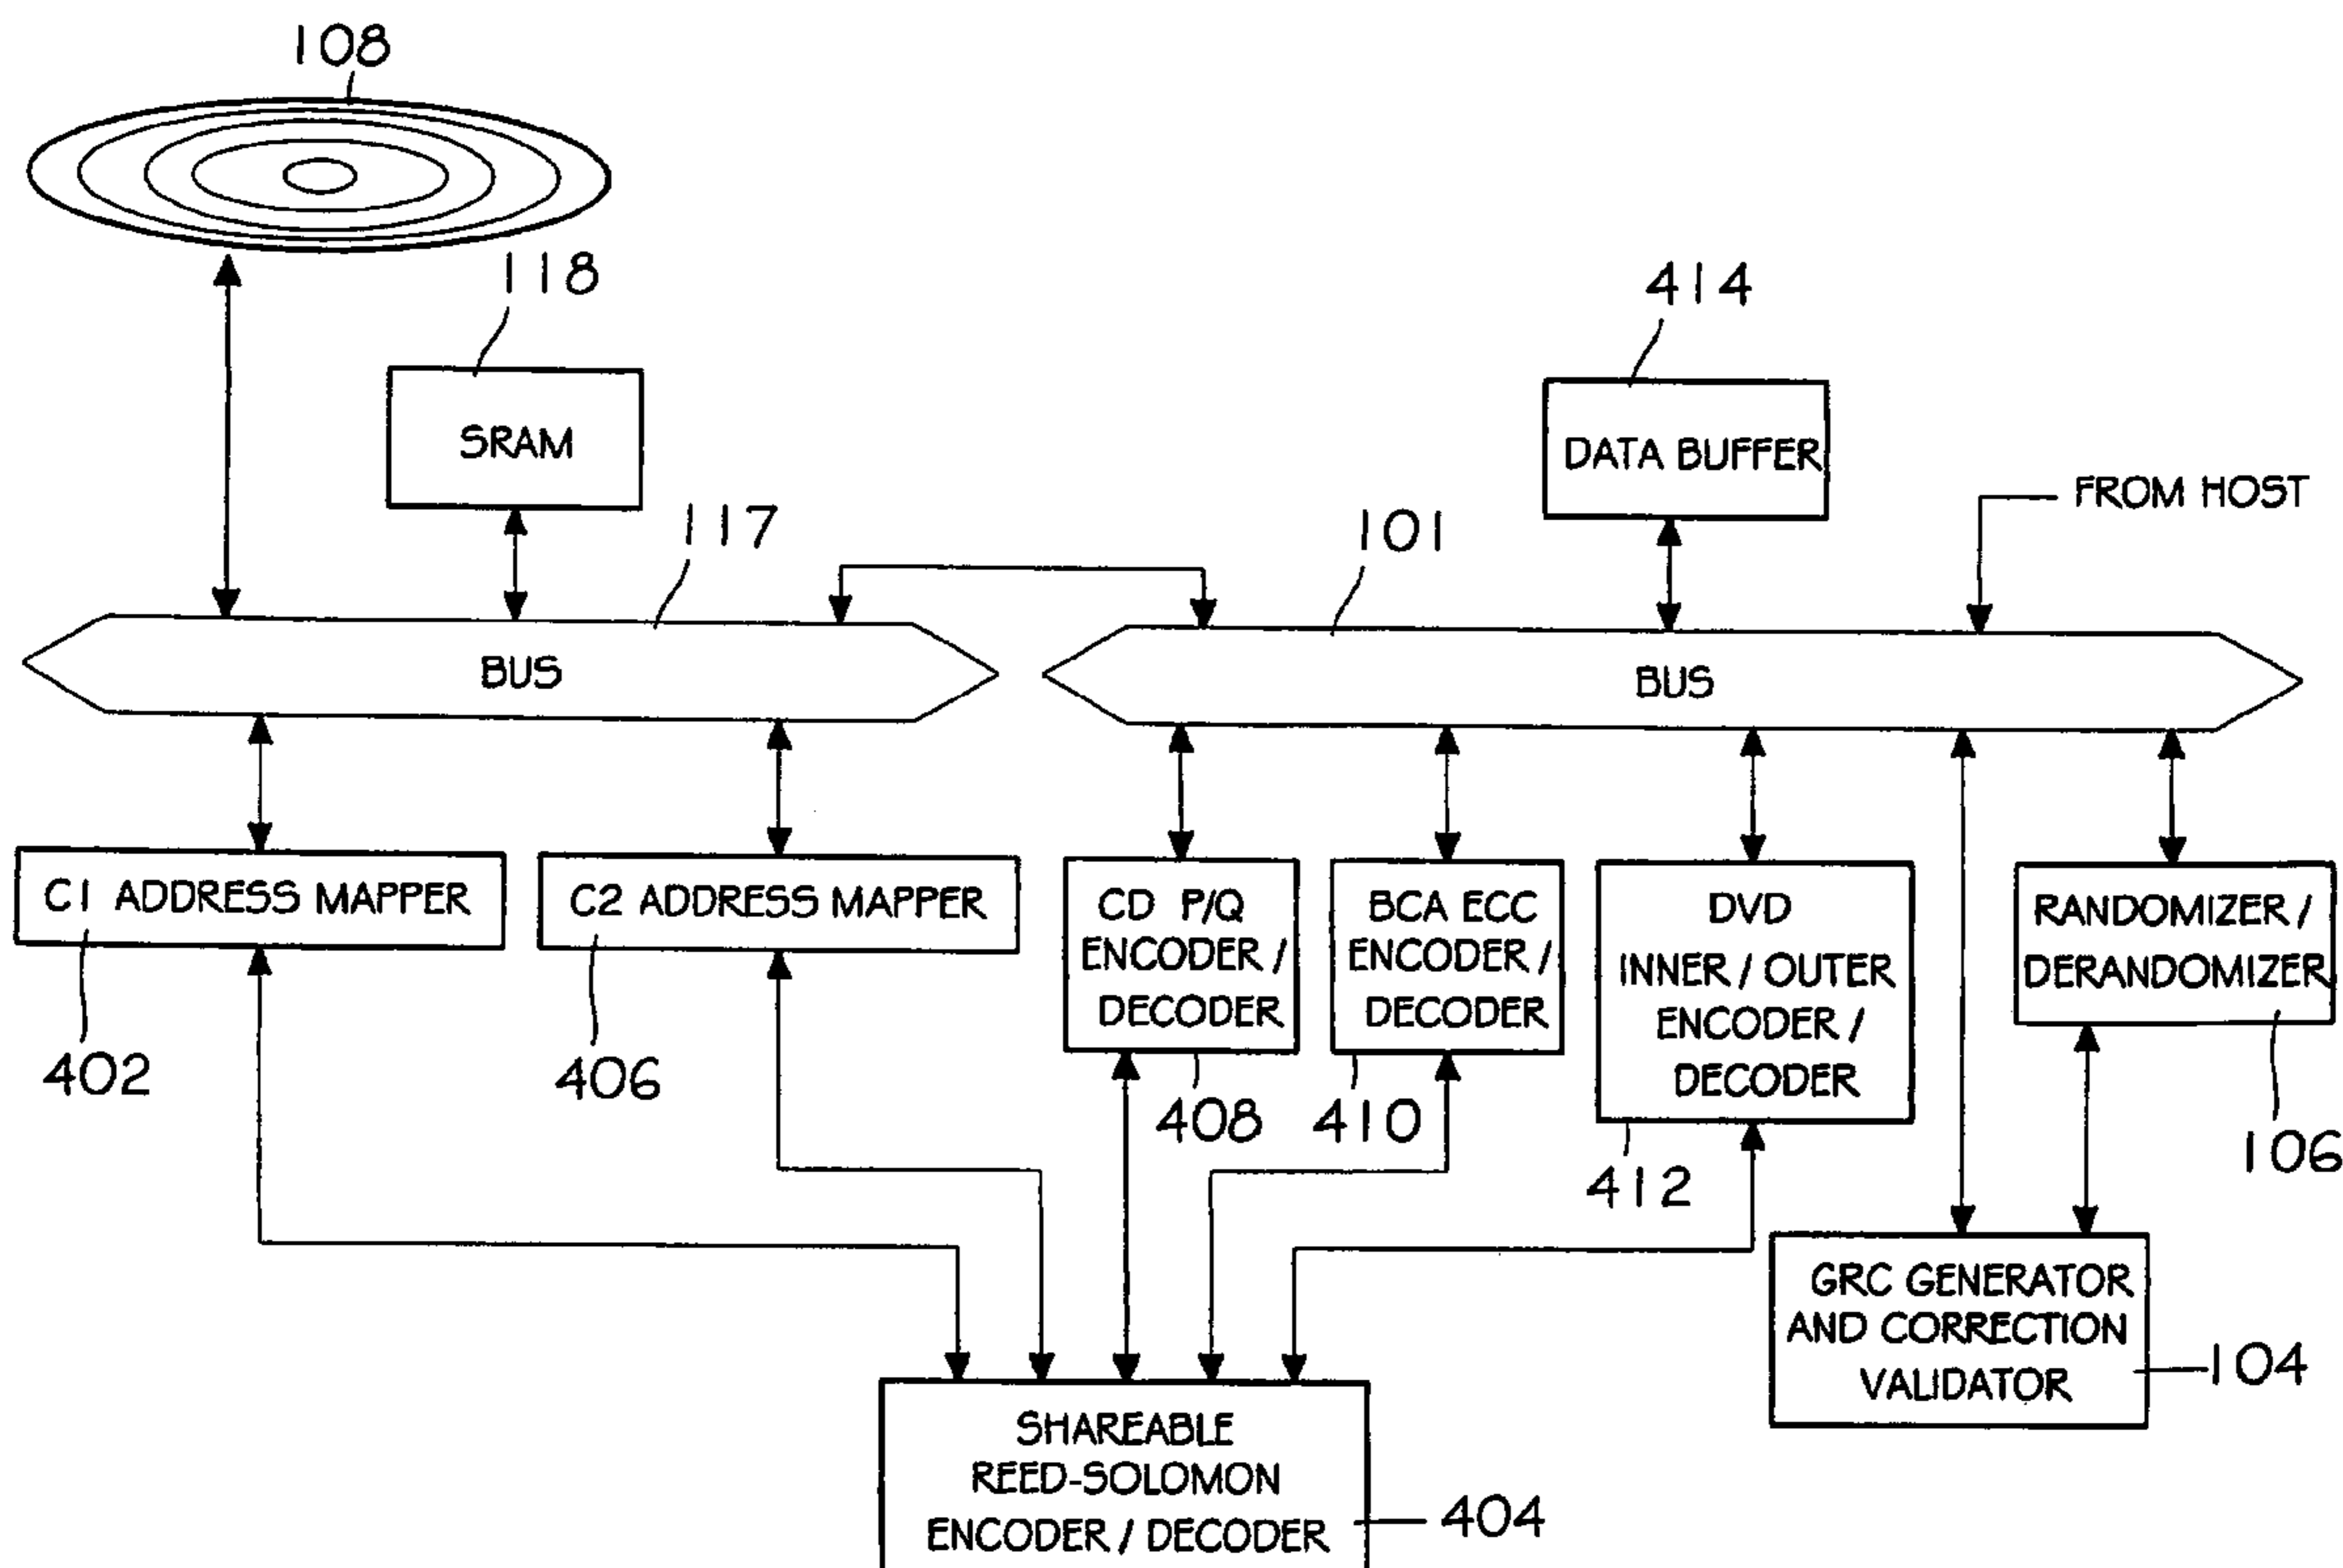 108
118
SRAM
117
414
DATA BUFFER
FROM HOST
101
BUS
BUS
C1 ADDRESS MAPPER
402
C2 ADDRESS MAPPER
406
CD P/Q
ENCODER /
DECODER
408
BCA ECC
ENCODER /
DECODER
410
DVD
INNER / OUTER
ENCODER /
DECODER
412
RANDOMIZER /
DERANDOMIZER
106
GRC GENERATOR
AND CORRECTION
VALIDATOR
104
SHAREABLE
REED-SOLOMON
ENCODER / DECODER
404